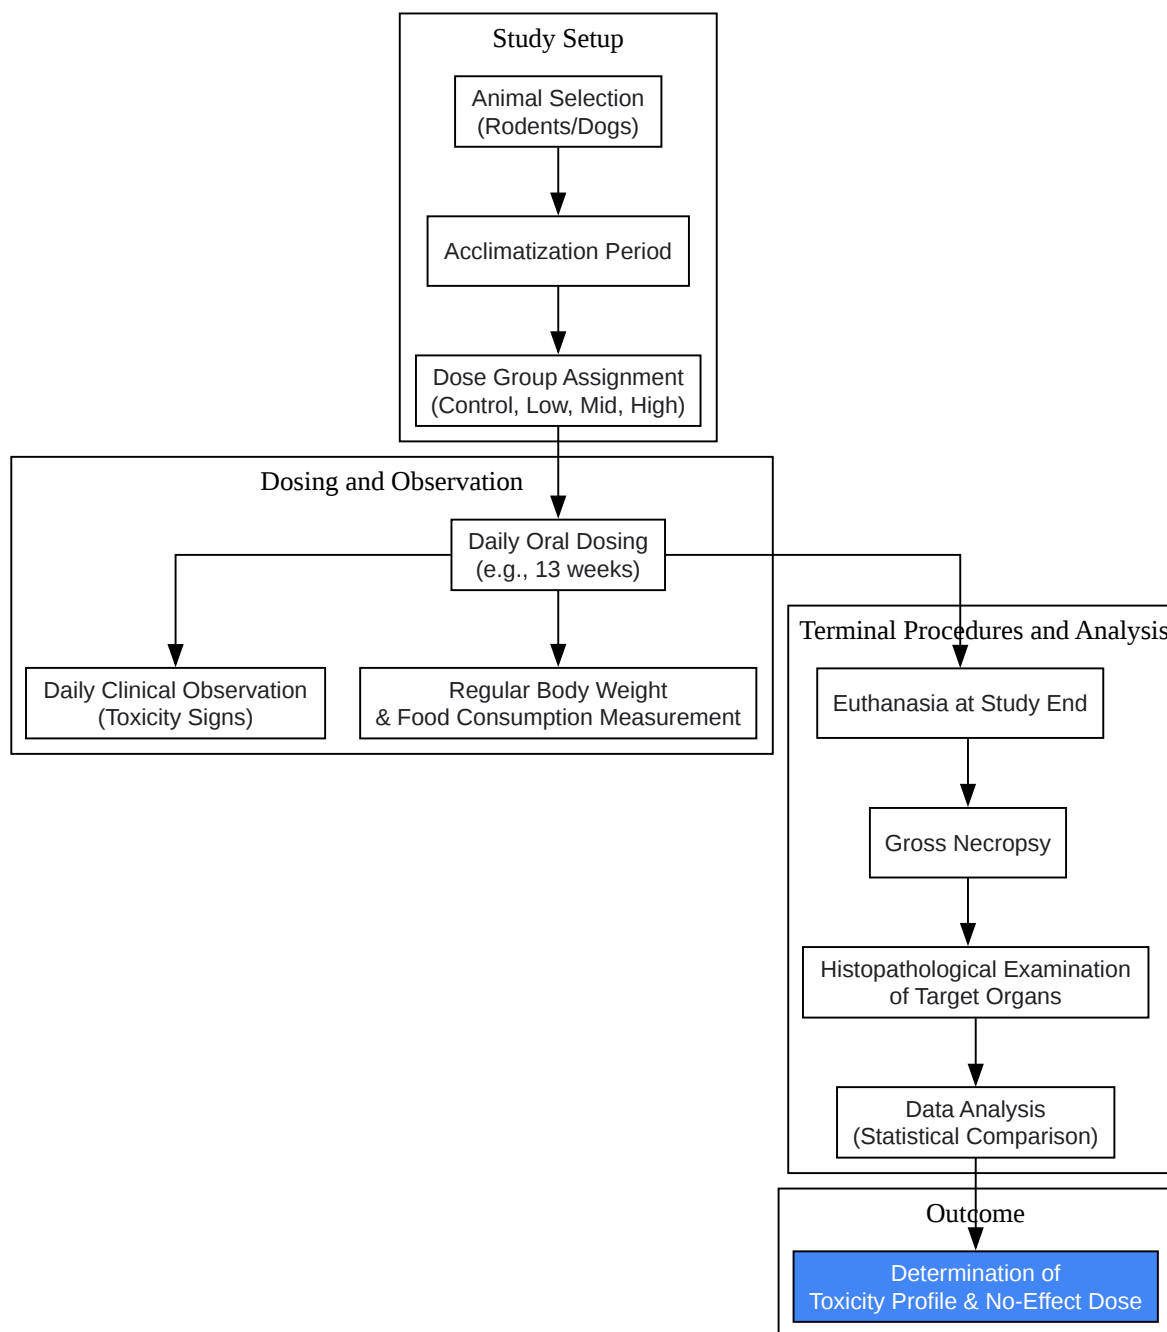 Study Setup
Animal Selection
(Rodents/Dogs)
Acclimatization Period
Dose Group Assignment
(Control, Low, Mid, High)
Dosing and Observation
Daily Oral Dosing
(e.g., 13 weeks)
Daily Clinical Observation
(Toxicity Signs)
Regular Body Weight
& Food Consumption Measurement
Terminal Procedures and Analysis
Euthanasia at Study End
Gross Necropsy
Histopathological Examination
of Target Organs
Data Analysis
(Statistical Comparison)
Outcome
Determination of
Toxicity Profile & No-Effect Dose